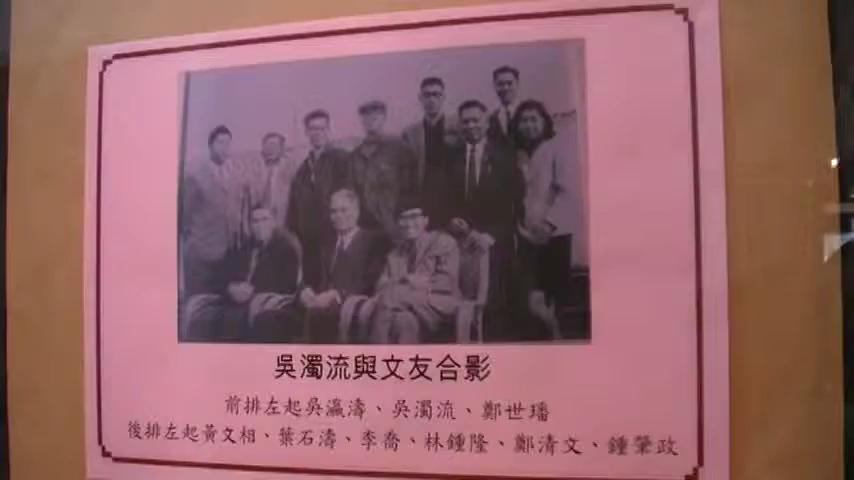 吳濁流與文友合影
前排左起吳瀛濤、吳濁流、鄭世璠
後排左起黃文相、葉石濤、李喬、林鍾隆、鄭清文、鍾肇政